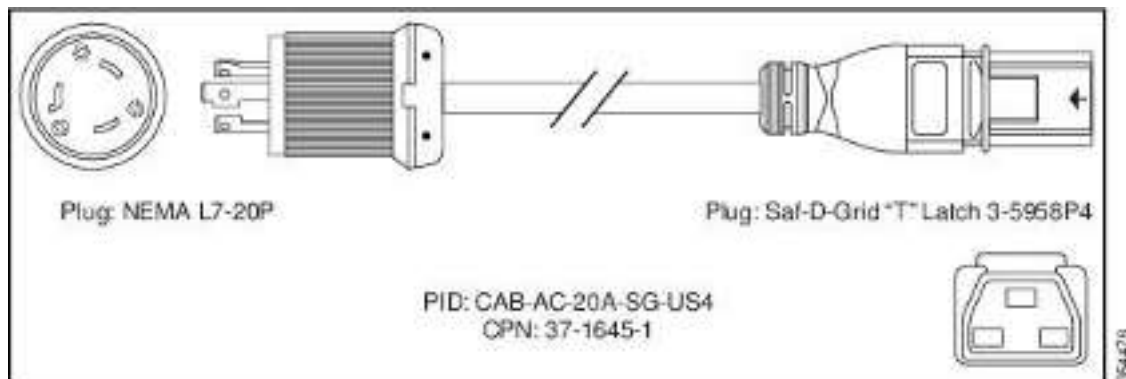 Plug: NEMA L7-20P
Plug: Saf-D-Grid "T" Latch 3-5958P4
PID: CAB-AC-20A-SG-US4
CPN: 37-1645-1